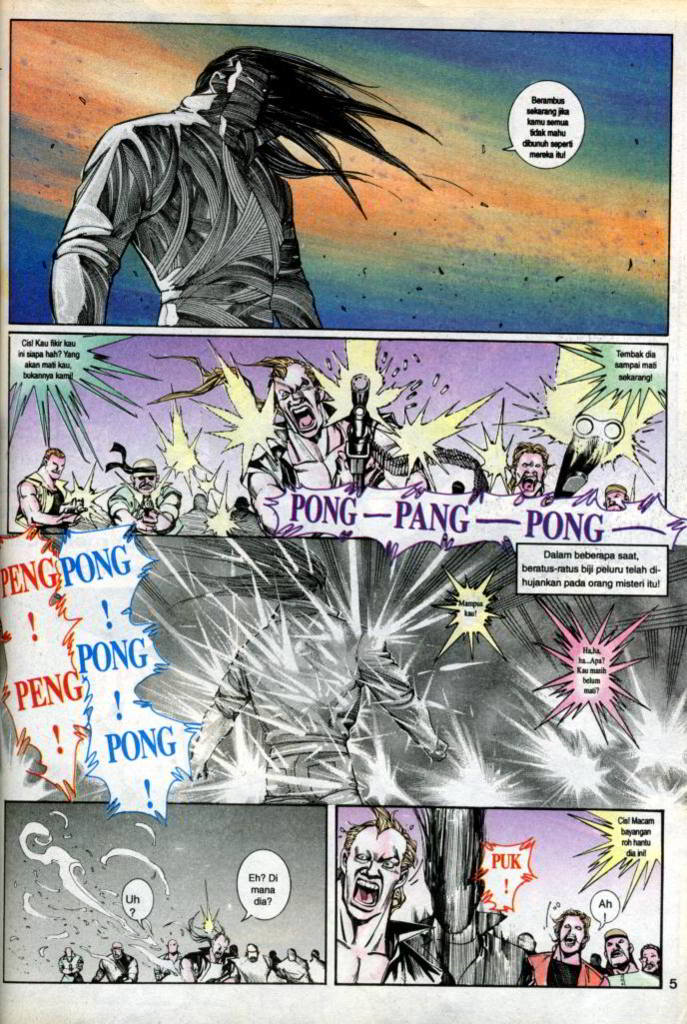 Berambus
sekarang jika
kamu semua
tidak mahu
dibunuh seperti
mereka itu!
Cis! Kau fikir kau
ini siapa hah? Yang
akan mati kau,
bukannya kami!
Tembak dia
sampai mati
sekarang!
PONG — PANG — PONG —
Dalam beberapa saat,
beratus-ratus biji peluru telah di-
hujankan pada orang misteri itu!
PENG
!
PENG
!
PONG
!
PONG
!
PONG
!
Mampus
kau!
Ha,ha,
ha...Apa?
Kau masih
belum
mati?
Uh
?
Eh? Di
mana
dia?
PUK
!
Cis! Macam
bayangan
roh hantu
dia ini!
Ah
5